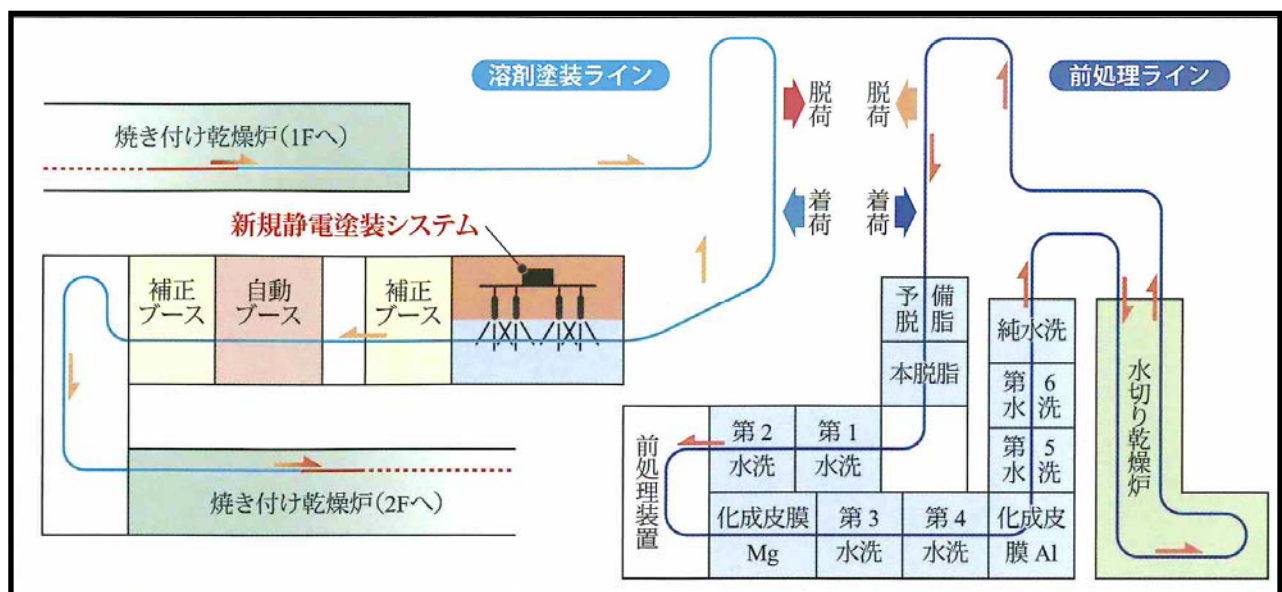 溶剤塗装ライン
前処理ライン
脱荷
脱荷
焼き付け乾燥炉(1Fへ)
着荷
着荷
新規静電塗装システム
補正
ブース
自動
ブース
補正
ブース
予備
脱脂
本脱脂
純水洗
第6
水洗
第5
水洗
水切り乾燥炉
前処理装置
第2
水洗
第1
水洗
化成皮膜
Mg
第3
水洗
第4
水洗
化成皮
膜Al
焼き付け乾燥炉(2Fへ)